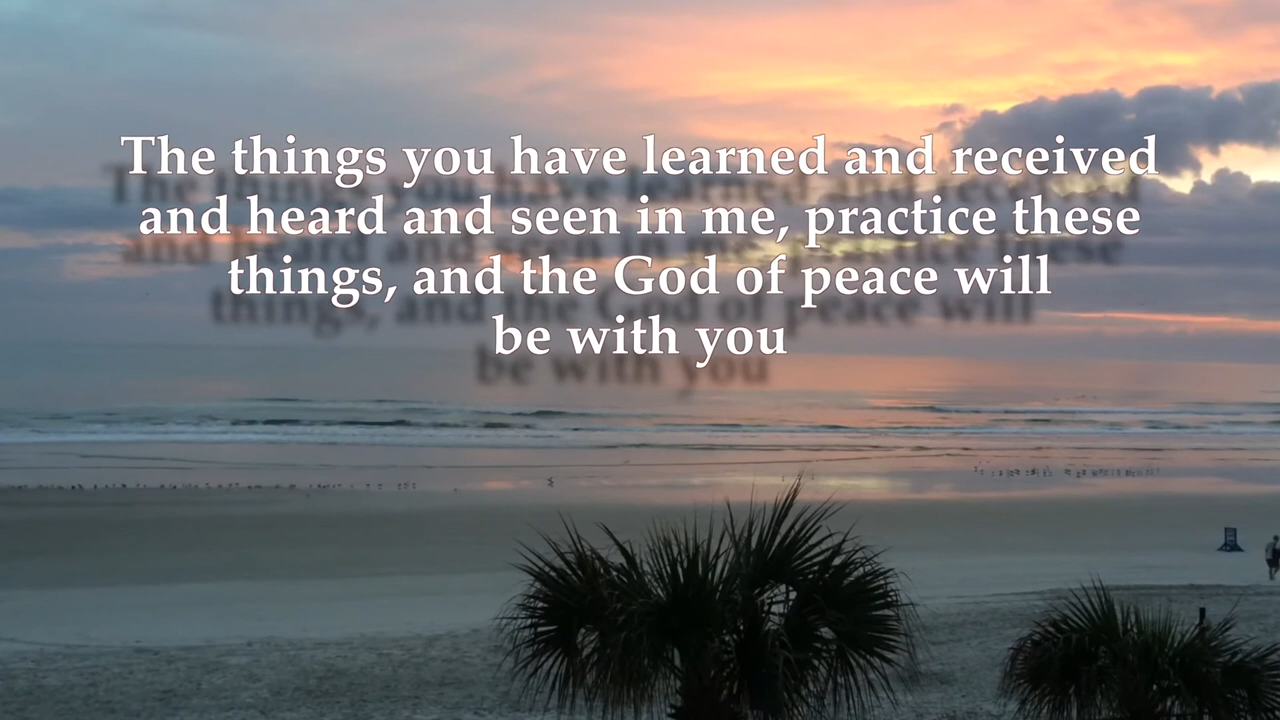 The things you have learned and received
and heard and seen in me, practice these
things, and the God of peace will
be with you